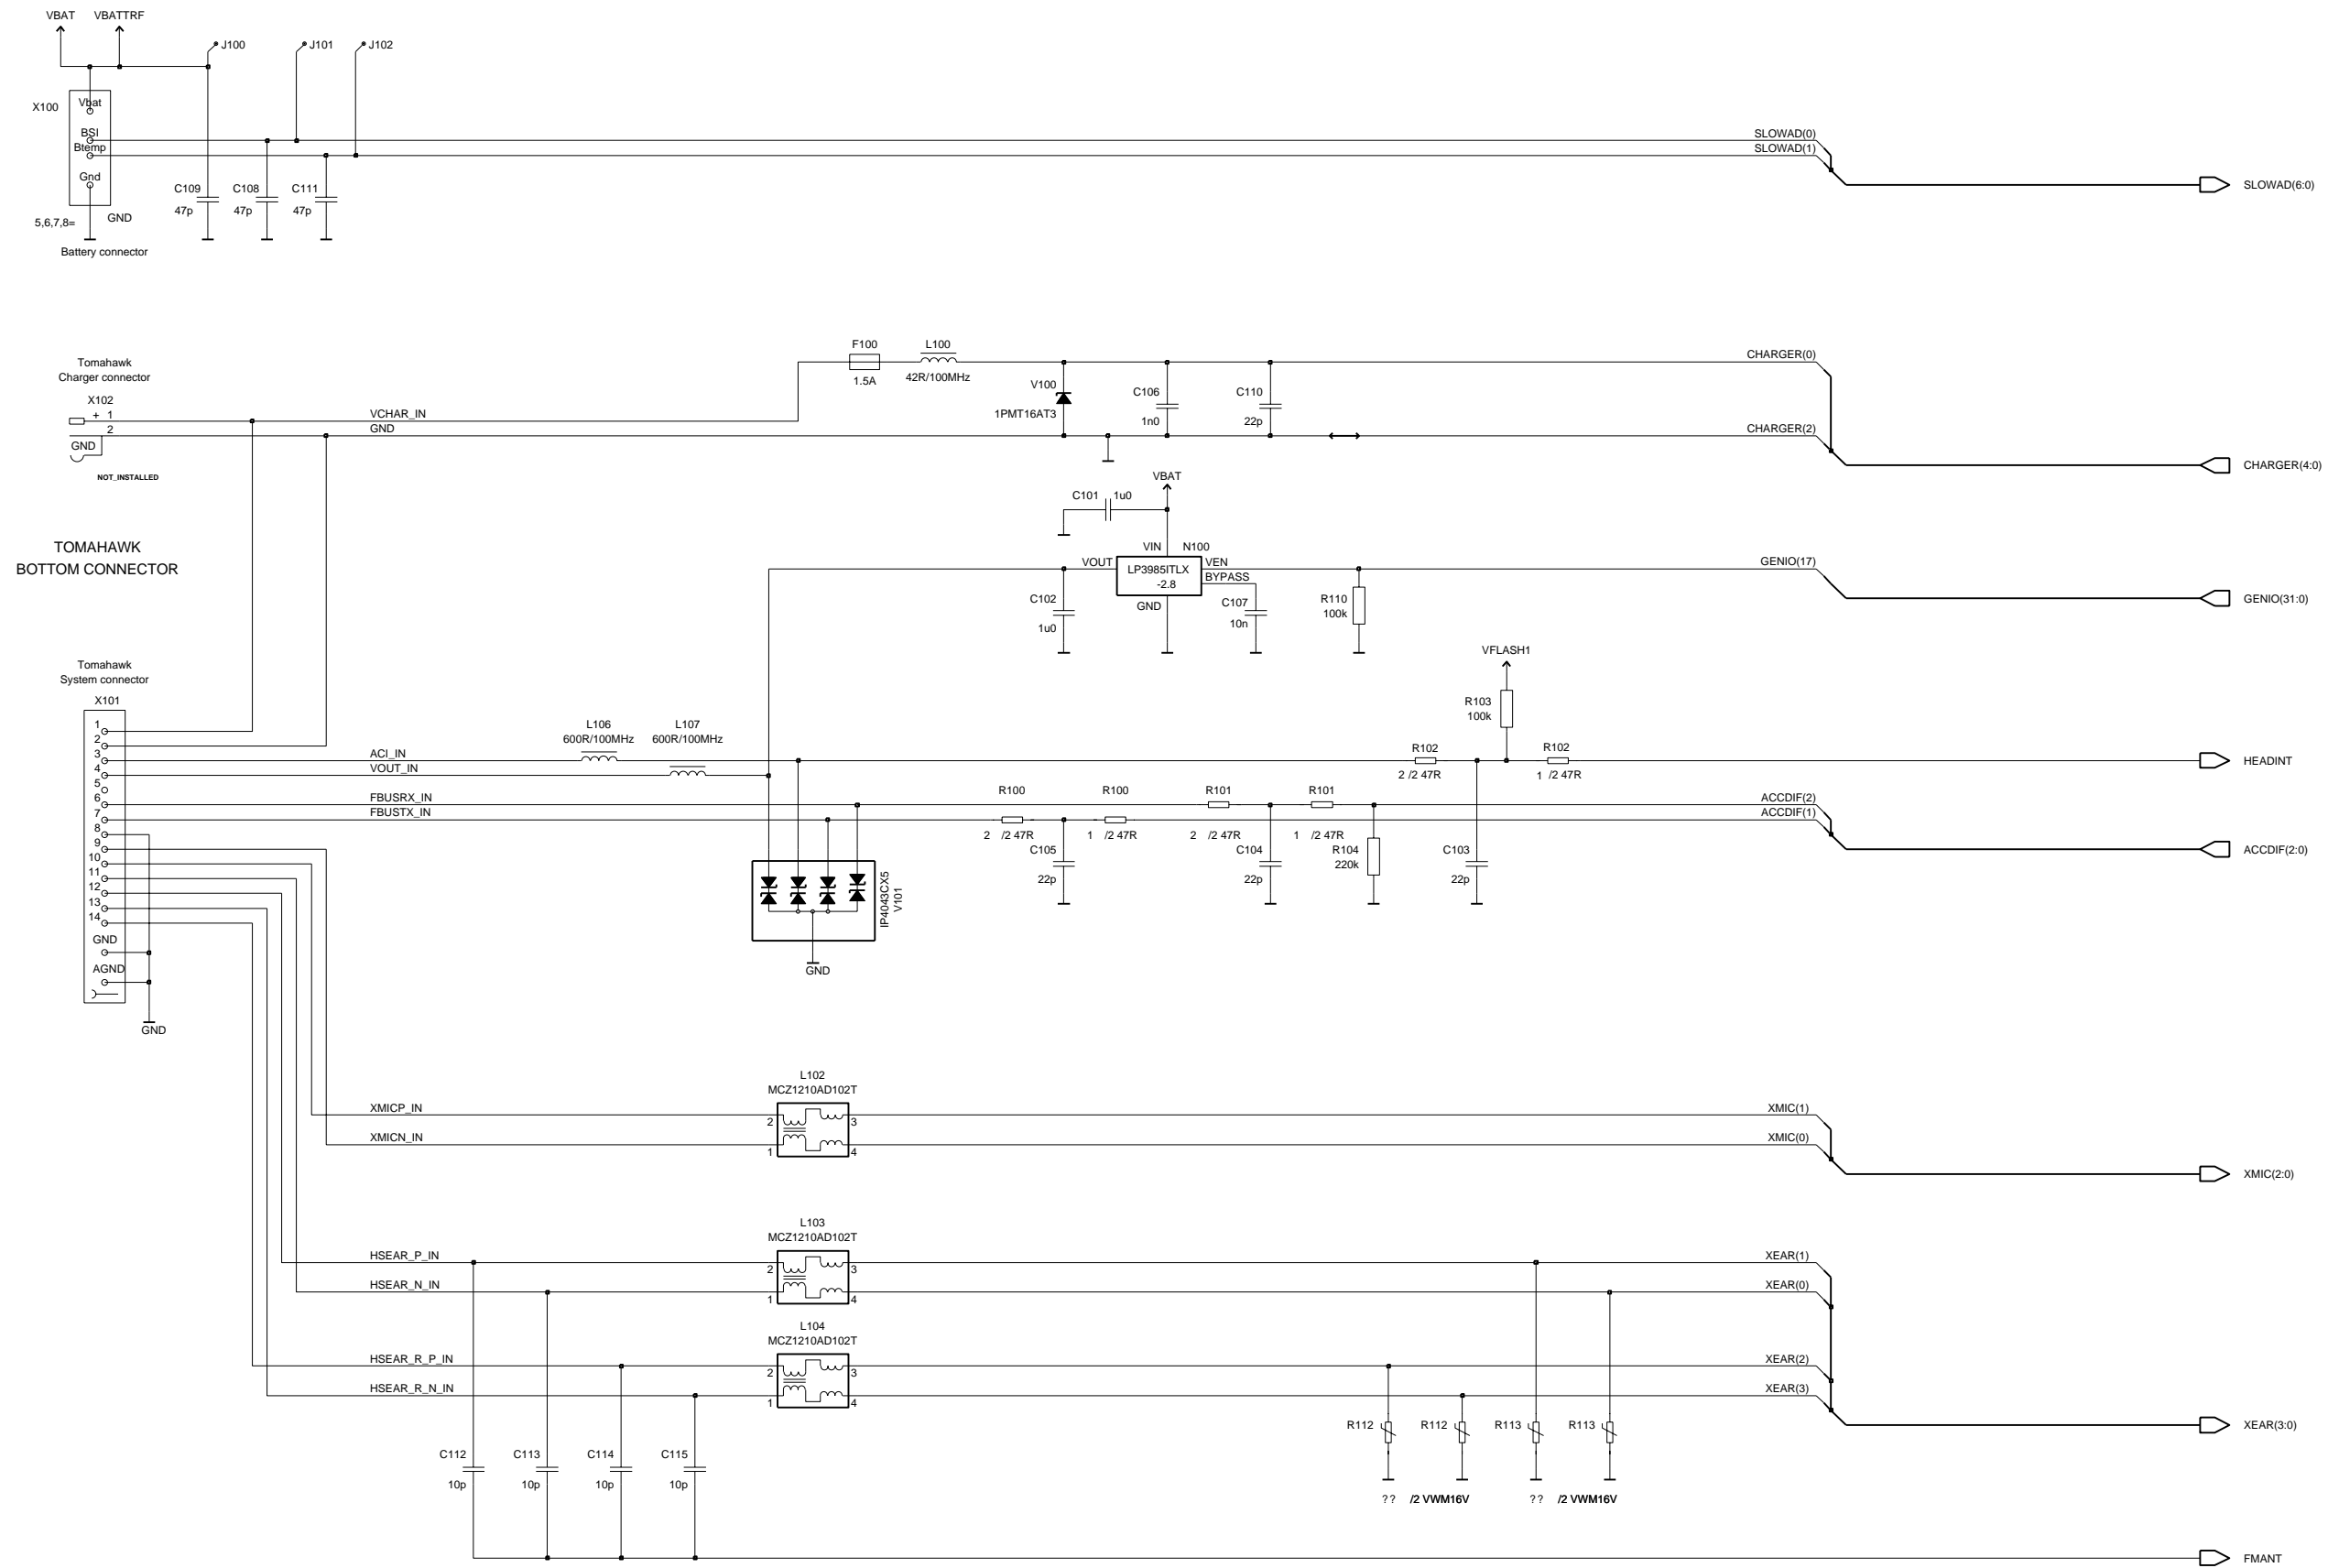 VBAT VBATTRF
J100 J101 J102
X100
Vbat
BSI
Btemp
Gnd
5,6,7,8=
GND
Battery connector
C109
47p
C108
47p
C111
47p
SLOWAD(0)
SLOWAD(1)
SLOWAD(6:0)
Tomahawk
Charger connector
X102
+ 1
2
GND
NOT_INSTALLED
VCHAR_IN
GND
F100
1.5A
L100
42R/100MHz
V100
1PMT16AT3
C106
1n0
C110
22p
CHARGER(0)
CHARGER(2)
CHARGER(4:0)
VBAT
C101 1u0
TOMAHAWK
BOTTOM CONNECTOR
VIN N100
VOUT
LP3985ITLX
-2.8
VEN
BYPASS
GND
C102
1u0
C107
10n
R110
100k
GENIO(17)
GENIO(31:0)
VFLASH1
R103
100k
Tomahawk
System connector
X101
1
2
3
4
5
6
7
8
9
10
11
12
13
14
GND
AGND
GND
L106
600R/100MHz
L107
600R/100MHz
ACI_IN
VOUT_IN
FBUSRX_IN
FBUSTX_IN
R102
2 /2 47R
R102
1 /2 47R
HEADINT
R100
2 /2 47R
R100
1 /2 47R
R101
2 /2 47R
R101
1 /2 47R
ACCDIF(2)
ACCDIF(1)
ACCDIF(2:0)
C105
22p
C104
22p
R104
220k
C103
22p
IP4043CX5
V101
GND
L102
MCZ1210AD102T
XMICP_IN
2 3
XMICN_IN
1 4
XMIC(1)
XMIC(0)
XMIC(2:0)
L103
MCZ1210AD102T
HSEAR_P_IN
2 3
HSEAR_N_IN
1 4
XEAR(1)
XEAR(0)
L104
MCZ1210AD102T
HSEAR_R_P_IN
2 3
HSEAR_R_N_IN
1 4
XEAR(2)
XEAR(3)
XEAR(3:0)
C112
10p
C113
10p
C114
10p
C115
10p
R112 R112 R113 R113
?? /2 VWM16V ?? /2 VWM16V
FMANT